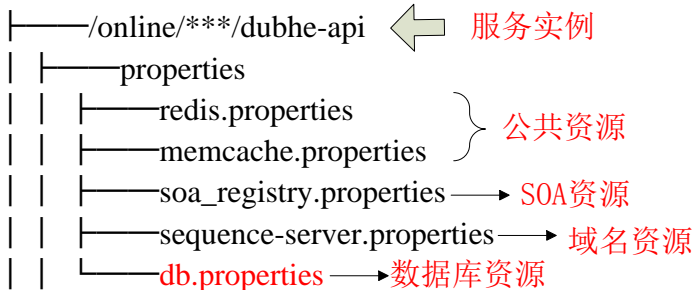 ├───/online/***/dubhe-api 服务实例
│ ├───properties
│ │ ├───redis.properties
公共资源
│ │ ├───memcache.properties
│ │ ├───soa_registry.properties SOA资源
│ │ ├───sequence-server.properties 域名资源
│ │ └───db.properties 数据库资源